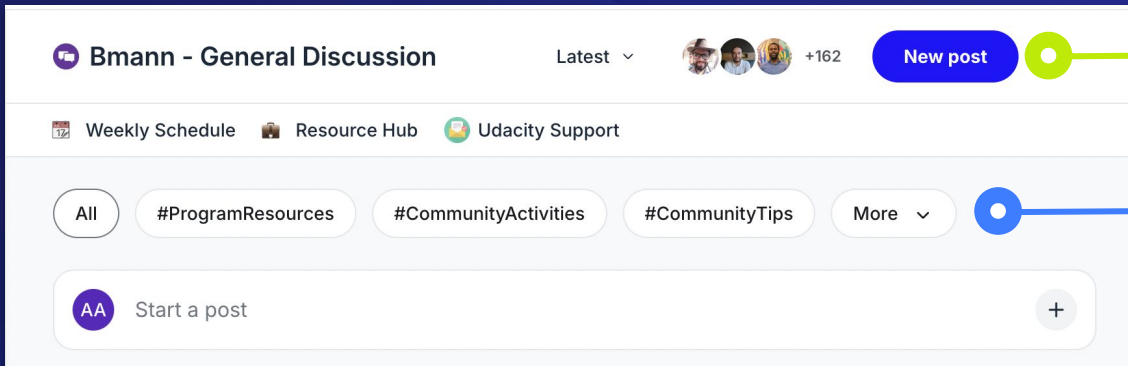 Bmann - General Discussion Latest +162 New post
17 Weekly Schedule Resource Hub Udacity Support
All #ProgramResources #CommunityActivities #CommunityTips More
AA Start a post +